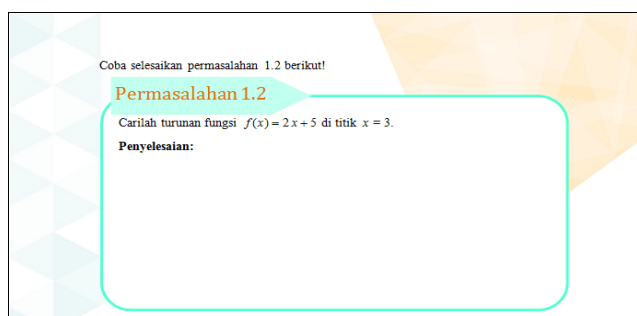 Coba selesaikan permasalahan 1.2 berikut!
Permasalahan 1.2
Carilah turunan fungsi f(x) = 2x + 5 di titik x = 3.
Penyelesaian: